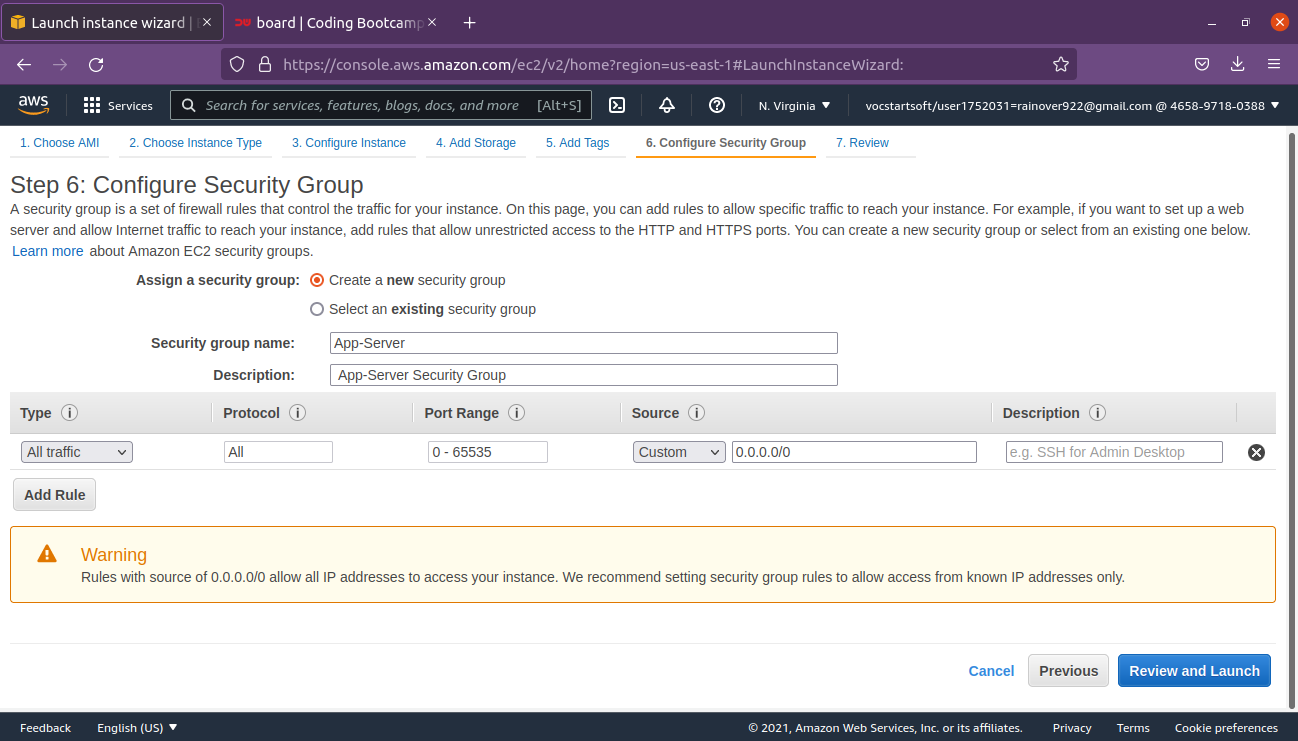 Launch instance wizard |
board | Coding Bootcamp
https://console.aws.amazon.com/ec2/v2/home?region=us-east-1#LaunchInstanceWizard:
aws
Services
Search for services, features, blogs, docs, and more [Alt+S]
N. Virginia
vocstartsoft/user1752031=rainover922@gmail.com @ 4658-9718-0388
1. Choose AMI 2. Choose Instance Type 3. Configure Instance 4. Add Storage 5. Add Tags 6. Configure Security Group 7. Review
Step 6: Configure Security Group
A security group is a set of firewall rules that control the traffic for your instance. On this page, you can add rules to allow specific traffic to reach your instance. For example, if you want to set up a web
server and allow Internet traffic to reach your instance, add rules that allow unrestricted access to the HTTP and HTTPS ports. You can create a new security group or select from an existing one below.
Learn more about Amazon EC2 security groups.
Assign a security group: Create a new security group
Select an existing security group
Security group name: App-Server
Description: App-Server Security Group
Type Protocol Port Range Source Description
All traffic All 0 - 65535 Custom 0.0.0.0/0 e.g. SSH for Admin Desktop
Add Rule
Warning
Rules with source of 0.0.0.0/0 allow all IP addresses to access your instance. We recommend setting security group rules to allow access from known IP addresses only.
Cancel Previous Review and Launch
Feedback English (US) © 2021, Amazon Web Services, Inc. or its affiliates. Privacy Terms Cookie preferences